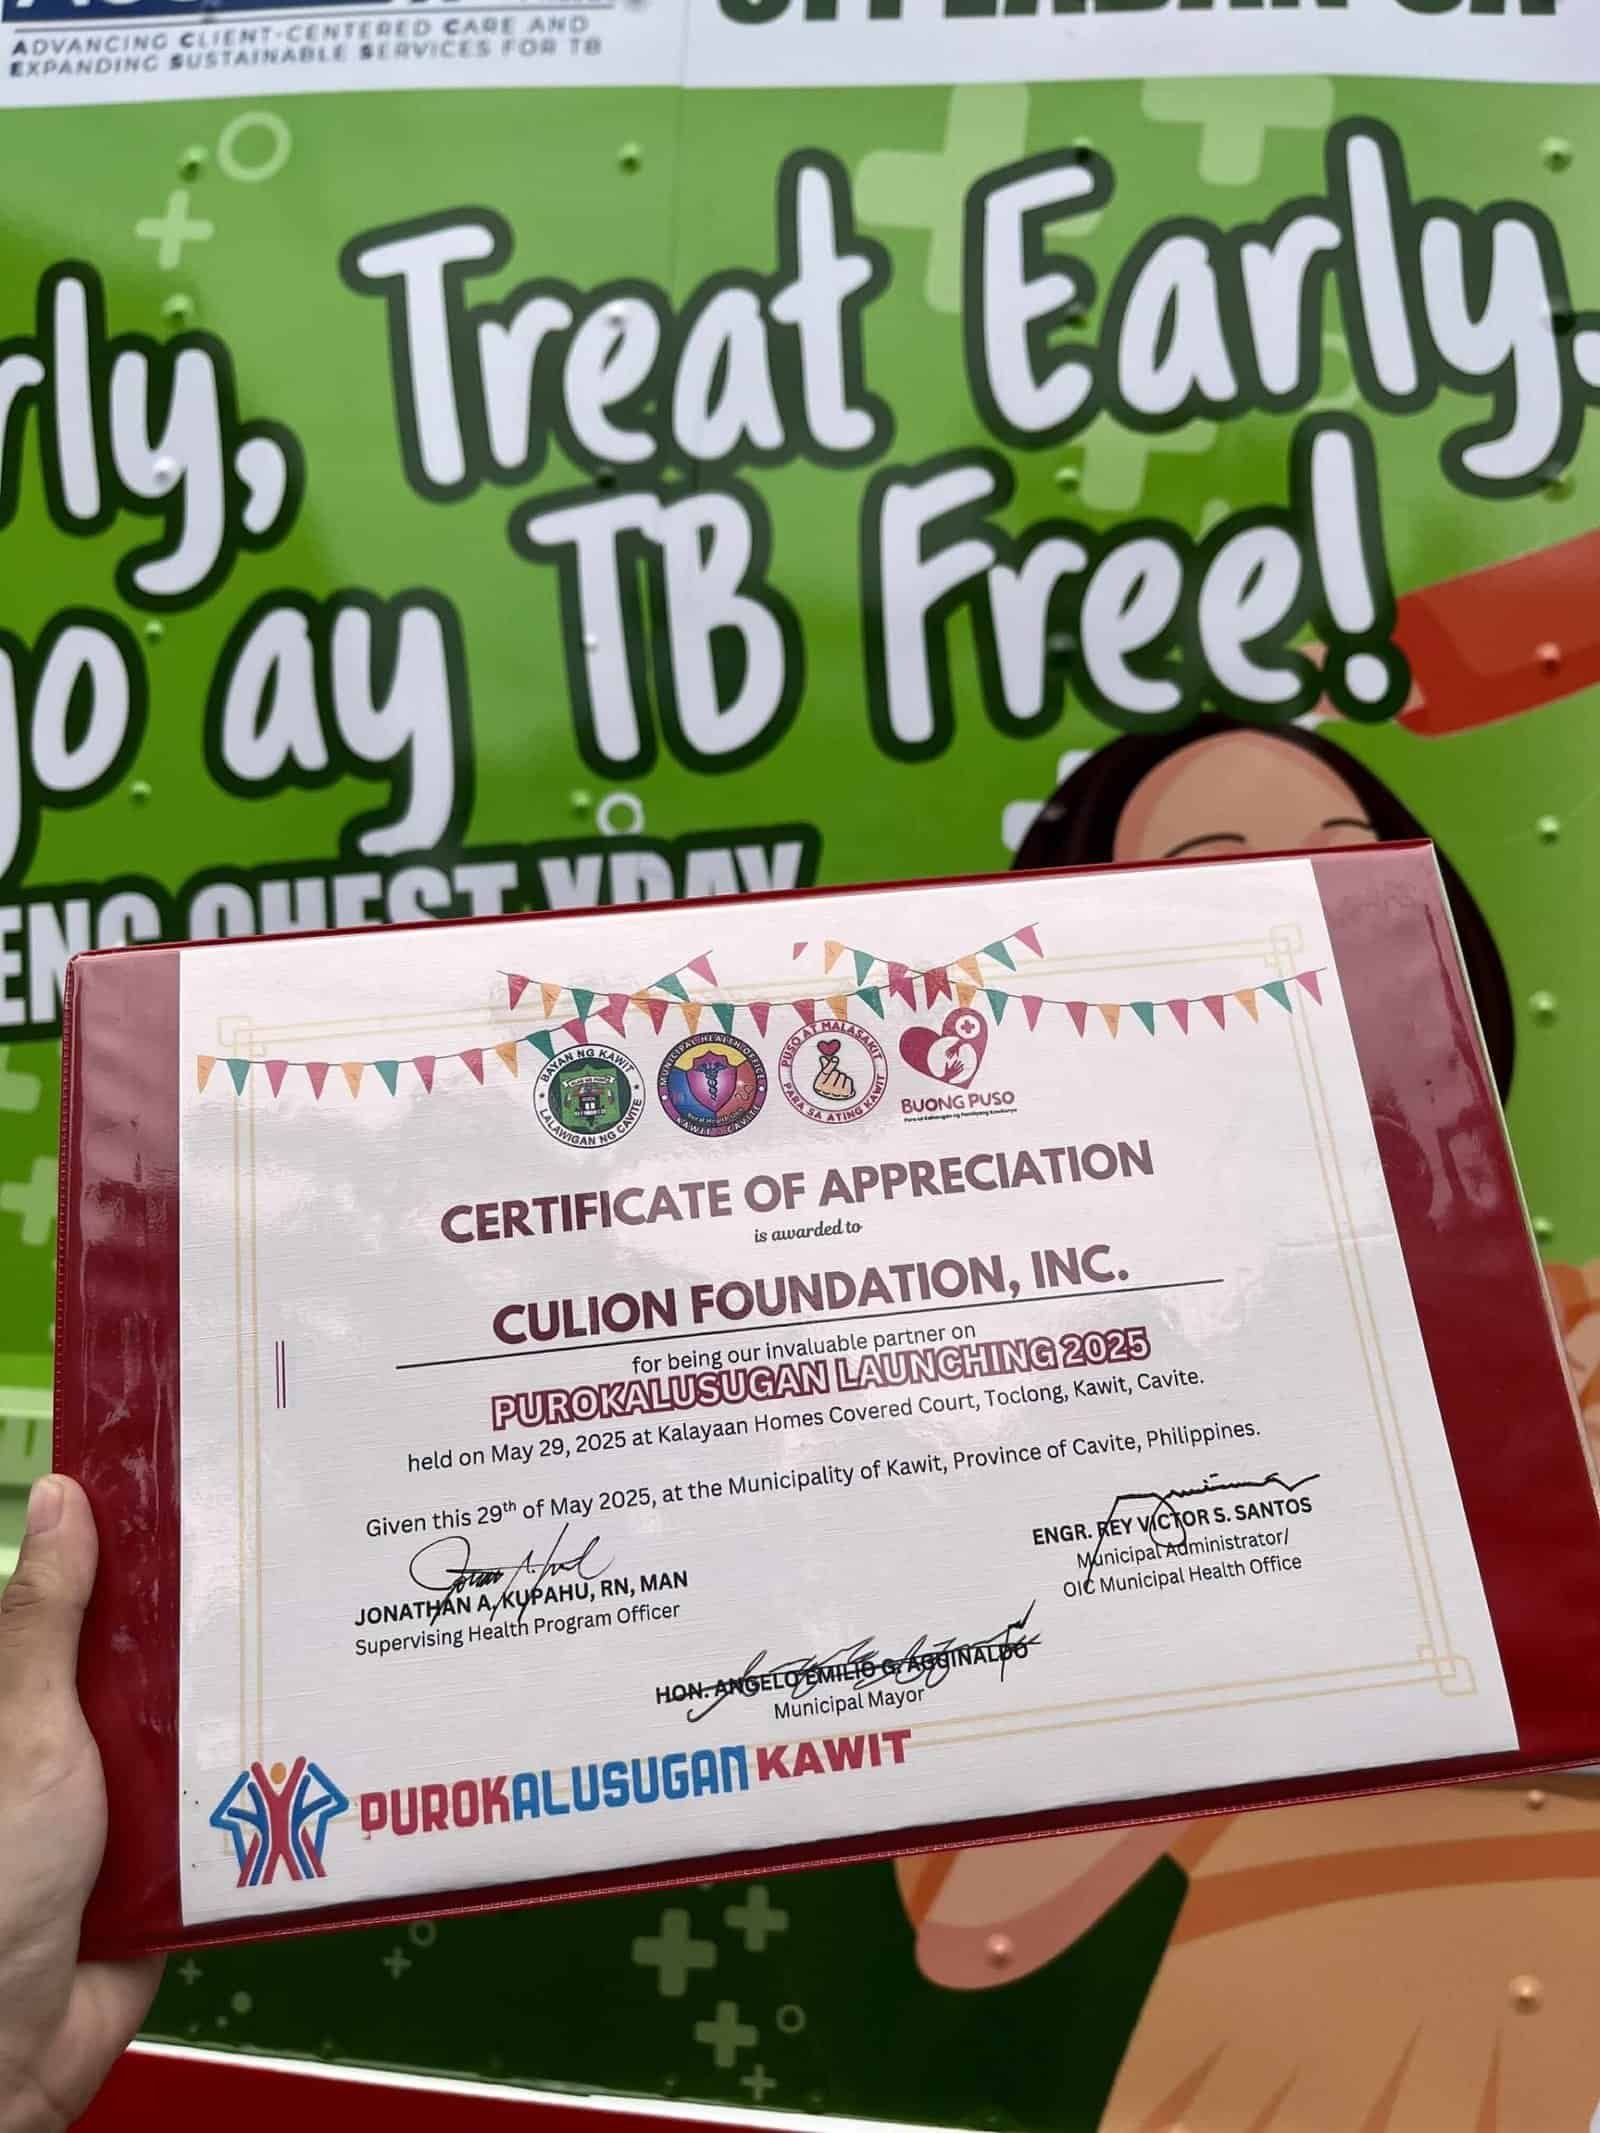 ADVANCING CLIENT-CENTERED CARE AND
EXPANDING SUSTAINABLE SERVICES FOR TB
rly, Treat Early.
go ay TB Free!
CHEST XRAY
BAYAN NG KAWIT
LALAWIGAN NG CAVITE
MUNICIPAL HEALTH OFFICE
KAWIT CAVITE
PUSO AT MALASAKIT
PARA SA ATING KAWIT
BUONG PUSO
CERTIFICATE OF APPRECIATION
is awarded to
CULION FOUNDATION, INC.
for being our invaluable partner on
PUROKALUSUGAN LAUNCHING 2025
held on May 29, 2025 at Kalayaan Homes Covered Court, Toclong, Kawit, Cavite.
Given this 29th of May 2025, at the Municipality of Kawit, Province of Cavite, Philippines.
JONATHAN A. KUPAHU, RN, MAN
Supervising Health Program Officer
ENGR. REY VICTOR S. SANTOS
Municipal Administrator/
OIC Municipal Health Office
HON. ANGELO EMILIO G. AGUINALDO
Municipal Mayor
PUROKALUSUGAN KAWIT